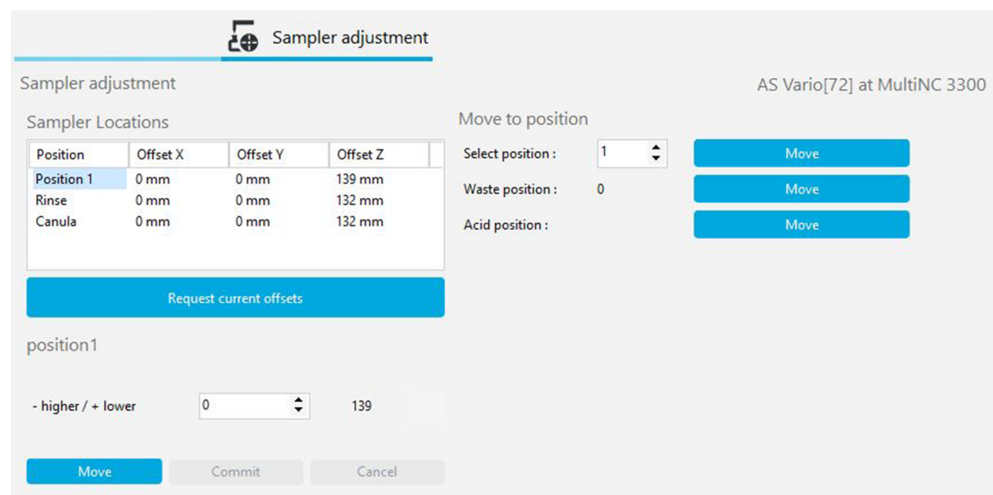 Sampler adjustment
Sampler adjustment
AS Vario[72] at MultiNC 3300
Sampler Locations
Position Offset X Offset Y Offset Z
Position 1 0 mm 0 mm 139 mm
Rinse 0 mm 0 mm 132 mm
Canula 0 mm 0 mm 132 mm
Request current offsets
position1
- higher / + lower 0 139
Move Commit Cancel
Move to position
Select position : 1 Move
Waste position : 0 Move
Acid position : Move